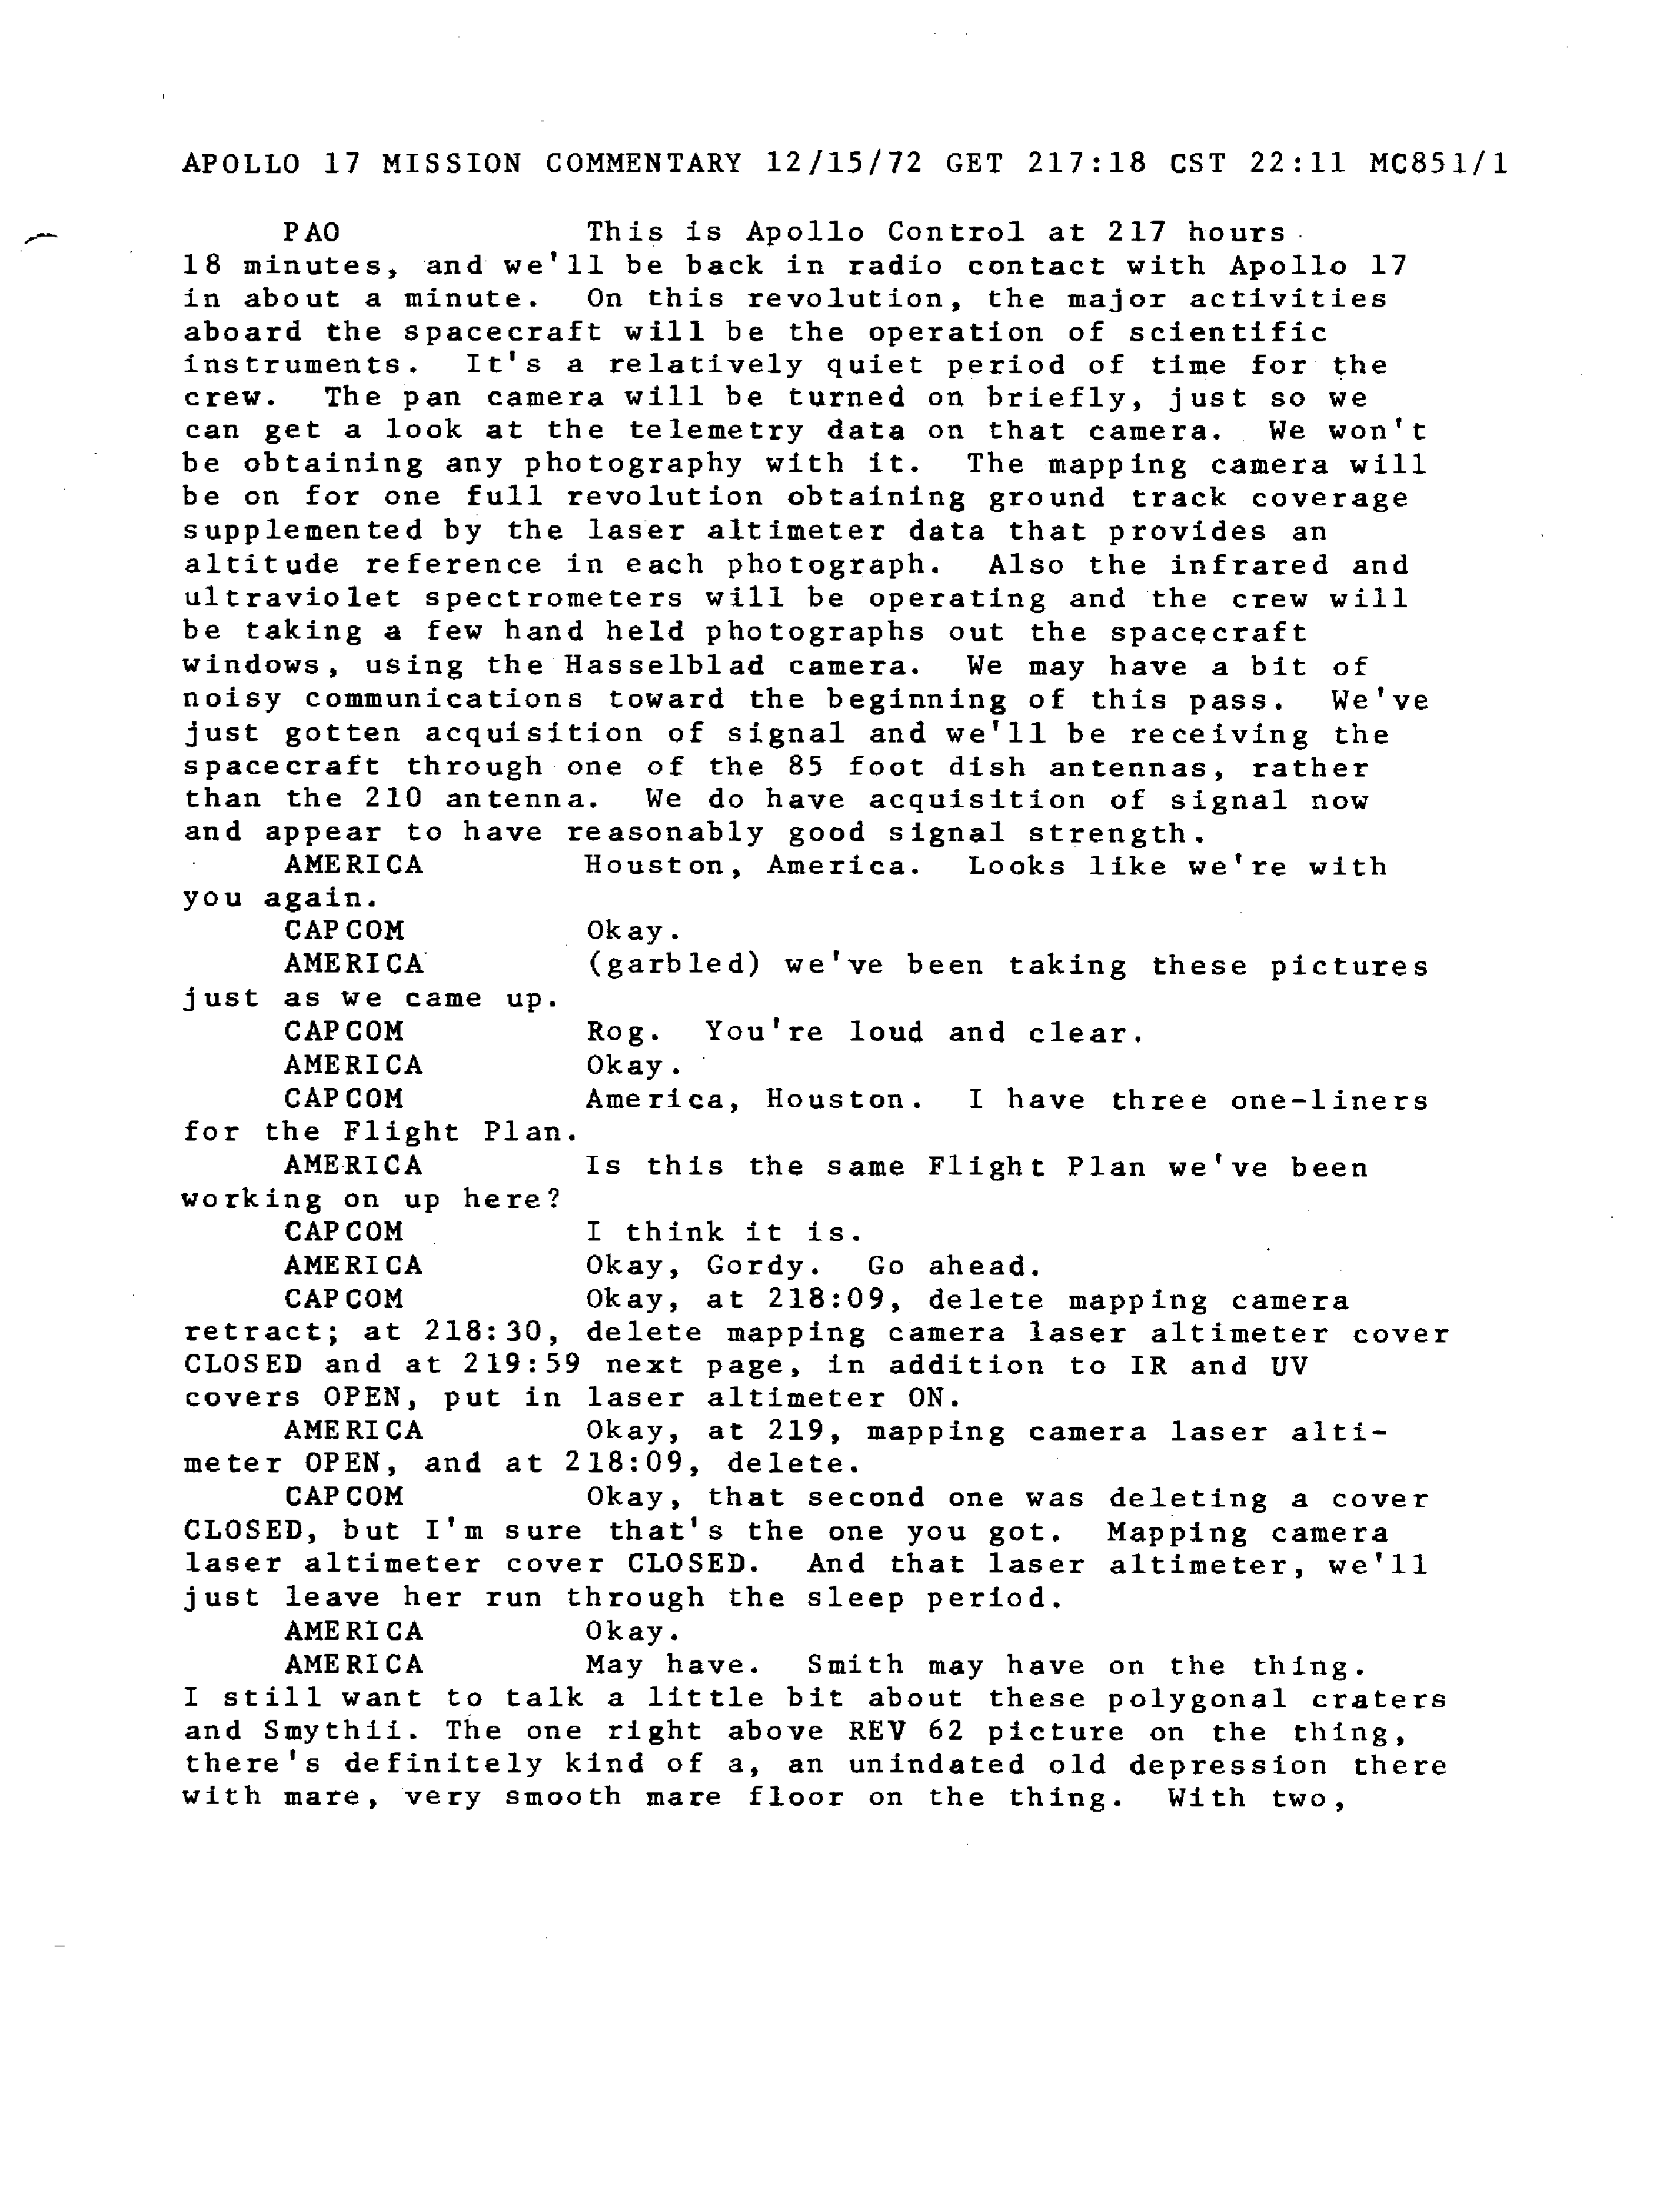 APOLLO 17 MISSION COMMENTARY 12/15/72 GET 217:18 CST 22:11 MC851/1
PAO This is Apollo Control at 217 hours
18 minutes, and we'll be back in radio contact with Apollo 17
in about a minute. On this revolution, the major activities
aboard the spacecraft will be the operation of scientific
instruments. It's a relatively quiet period of time for the
crew. The pan camera will be turned on briefly, just so we
can get a look at the telemetry data on that camera. We won't
be obtaining any photography with it. The mapping camera will
be on for one full revolution obtaining ground track coverage
supplemented by the laser altimeter data that provides an
altitude reference in each photograph. Also the infrared and
ultraviolet spectrometers will be operating and the crew will
be taking a few hand held photographs out the spacecraft
windows, using the Hasselblad camera. We may have a bit of
noisy communications toward the beginning of this pass. We've
just gotten acquisition of signal and we'll be receiving the
spacecraft through one of the 85 foot dish antennas, rather
than the 210 antenna. We do have acquisition of signal now
and appear to have reasonably good signal strength.
AMERICA Houston, America. Looks like we're with
you again.
CAPCOM Okay.
AMERICA (garbled) we've been taking these pictures
just as we came up.
CAPCOM Rog. You're loud and clear.
AMERICA Okay.
CAPCOM America, Houston. I have three one-liners
for the Flight Plan.
AMERICA Is this the same Flight Plan we've been
working on up here?
CAPCOM I think it is.
AMERICA Okay, Gordy. Go ahead.
CAPCOM Okay, at 218:09, delete mapping camera
retract; at 218:30, delete mapping camera laser altimeter cover
CLOSED and at 219:59 next page, in addition to IR and UV
covers OPEN, put in laser altimeter ON.
AMERICA Okay, at 219, mapping camera laser alti-
meter OPEN, and at 218:09, delete.
CAPCOM Okay, that second one was deleting a cover
CLOSED, but I'm sure that's the one you got. Mapping camera
laser altimeter cover CLOSED. And that laser altimeter, we'll
just leave her run through the sleep period.
AMERICA Okay.
AMERICA May have. Smith may have on the thing.
I still want to talk a little bit about these polygonal craters
and Smythii. The one right above REV 62 picture on the thing,
there's definitely kind of a, an unindated old depression there
with mare, very smooth mare floor on the thing. With two,